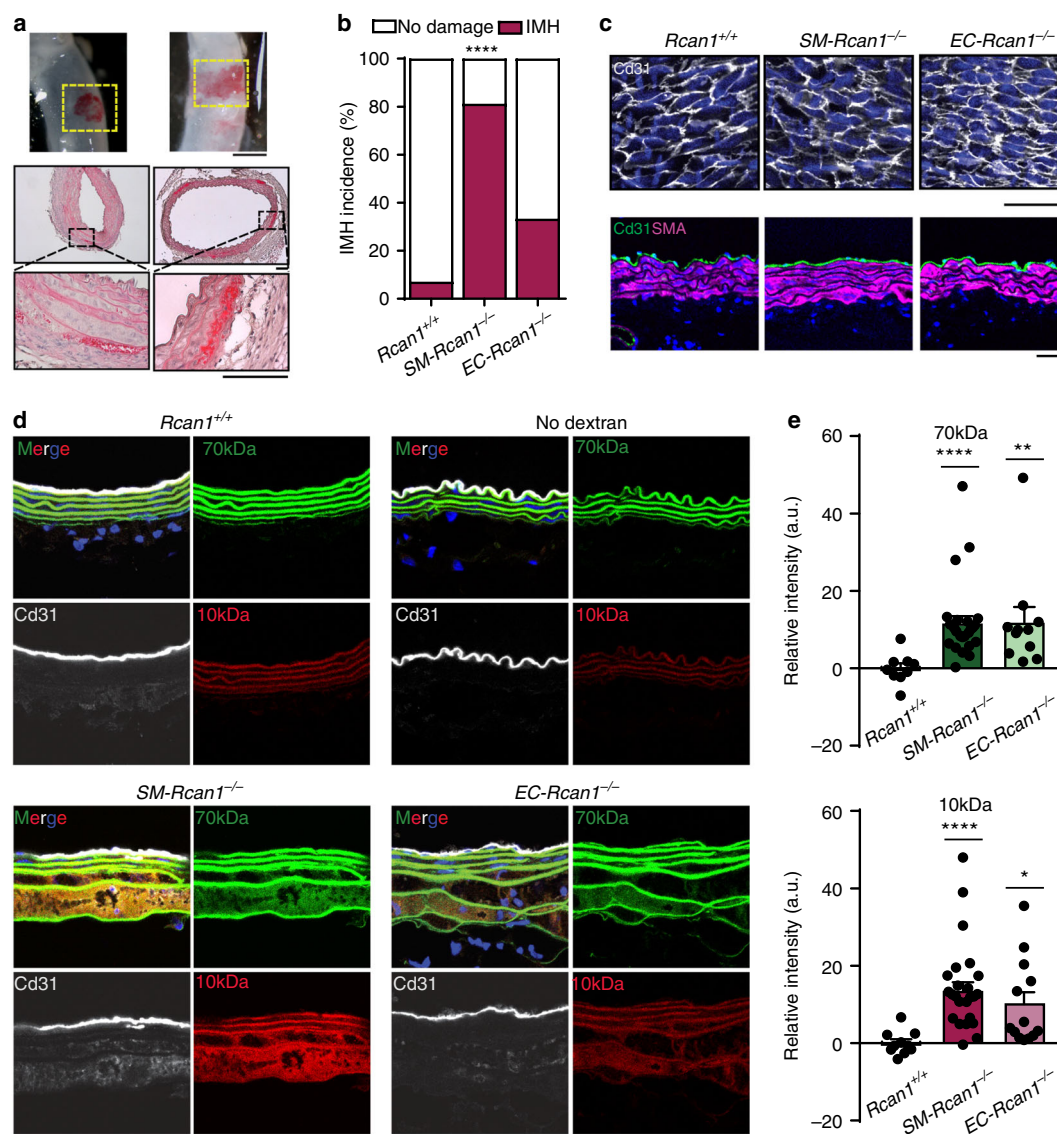 a
b
No damage IMH
****
IMH incidence (%)
100
80
60
40
20
0
Rcan1+/+
SM-Rcan1−/−
EC-Rcan1−/−
c
Rcan1+/+ SM-Rcan1−/− EC-Rcan1−/−
Cd31
Cd31SMA
d
Rcan1+/+ No dextran
Merge 70kDa Merge 70kDa
Cd31 10kDa Cd31 10kDa
SM-Rcan1−/− EC-Rcan1−/−
Merge 70kDa Merge 70kDa
Cd31 10kDa Cd31 10kDa
e
70kDa
**** **
Relative intensity (a.u.)
60
40
20
0
−20
Rcan1+/+
SM-Rcan1−/−
EC-Rcan1−/−
10kDa
**** *
Relative intensity (a.u.)
60
40
20
0
−20
Rcan1+/+
SM-Rcan1−/−
EC-Rcan1−/−